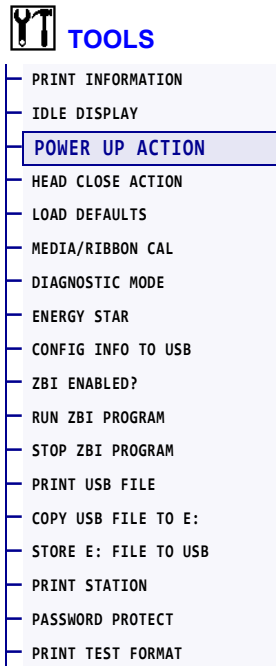 TOOLS
PRINT INFORMATION
IDLE DISPLAY
POWER UP ACTION
HEAD CLOSE ACTION
LOAD DEFAULTS
MEDIA/RIBBON CAL
DIAGNOSTIC MODE
ENERGY STAR
CONFIG INFO TO USB
ZBI ENABLED?
RUN ZBI PROGRAM
STOP ZBI PROGRAM
PRINT USB FILE
COPY USB FILE TO E:
STORE E: FILE TO USB
PRINT STATION
PASSWORD PROTECT
PRINT TEST FORMAT